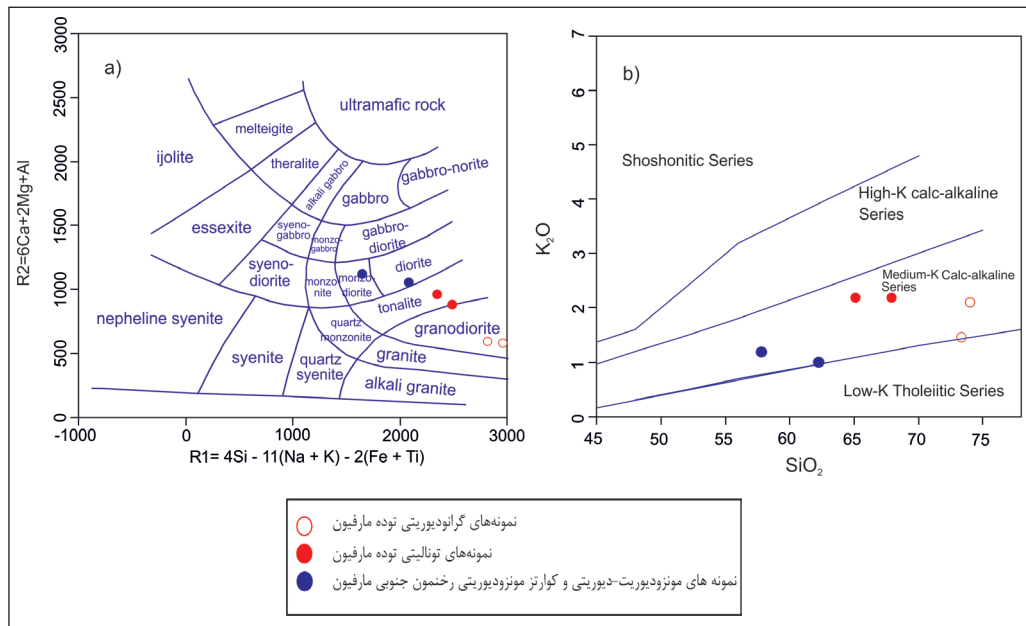 a)
3000
2500
2000
1500
1000
500
0
R2=6Ca+2Mg+Al
-1000
0
1000
2000
3000
R1= 4Si - 11(Na + K) - 2(Fe + Ti)
ultramafic rock
melteigite
ijolite
theralite
alkali gabbro
gabbro-norite
gabbro
essexite
syeno-
gabbro
monzo-
gabbro
gabbro-
diorite
syeno-
diorite
monzo
nite
monzo-
diorite
diorite
nepheline syenite
tonalite
quartz
monzonite
granodiorite
syenite
quartz
syenite
granite
alkali granite
b)
7
6
5
4
3
2
1
0
K2O
45
50
55
60
65
70
75
SiO2
Shoshonitic Series
High-K calc-alkaline
Series
Medium-K Calc-alkaline
Series
Low-K Tholeiitic Series
نمونه‌های گرانودیوریتی توده مارفیون
نمونه‌های تونالیتی توده مارفیون
نمونه های مونزودیوریت-دیوریتی و کوارتز مونزودیوریتی رخنمون جنوبی مارفیون